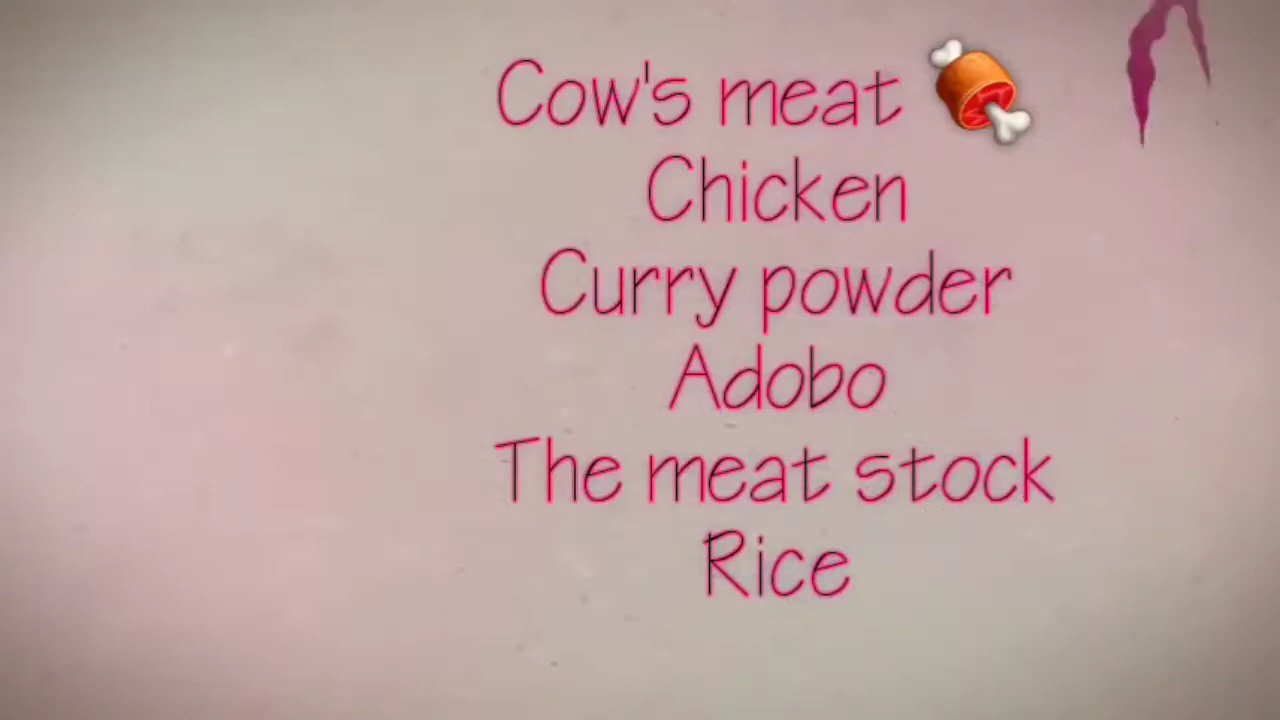 Cow's meat 🍖
Chicken
Curry powder
Adobo
The meat stock
Rice